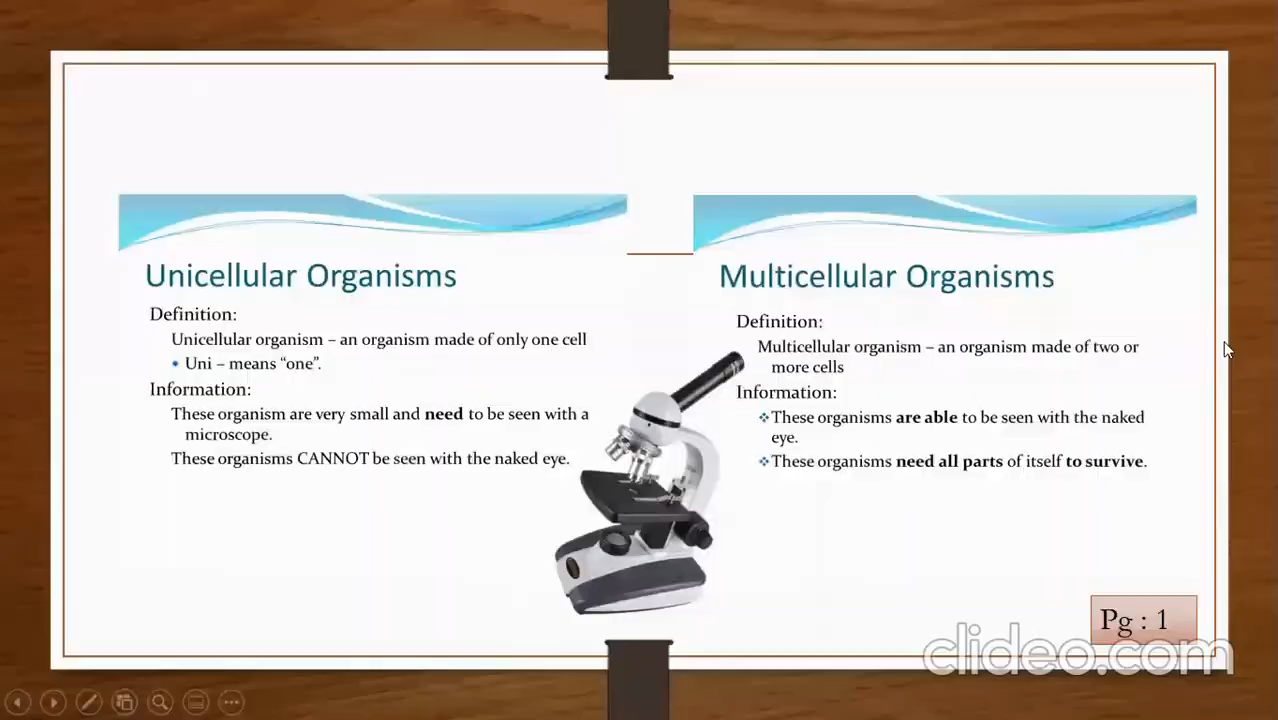 Unicellular Organisms
Definition:
Unicellular organism – an organism made of only one cell
• Uni – means “one”.
Information:
These organism are very small and need to be seen with a
microscope.
These organisms CANNOT be seen with the naked eye.
Multicellular Organisms
Definition:
Multicellular organism – an organism made of two or
more cells
Information:
❖These organisms are able to be seen with the naked
eye.
❖These organisms need all parts of itself to survive.
Pg : 1
clideo.com